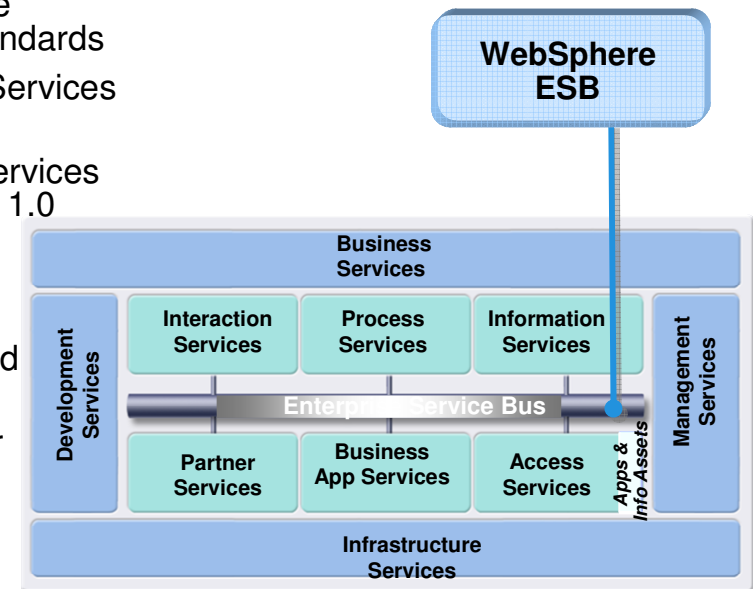 e
ndards
Services
ervices
1.0
d
r
WebSphere
ESB
Business
Services
Development
Services
Interaction
Services
Process
Services
Information
Services
Management
Services
Enterprise Service Bus
Partner
Services
Business
App Services
Access
Services
Apps &
Info Assets
Infrastructure
Services